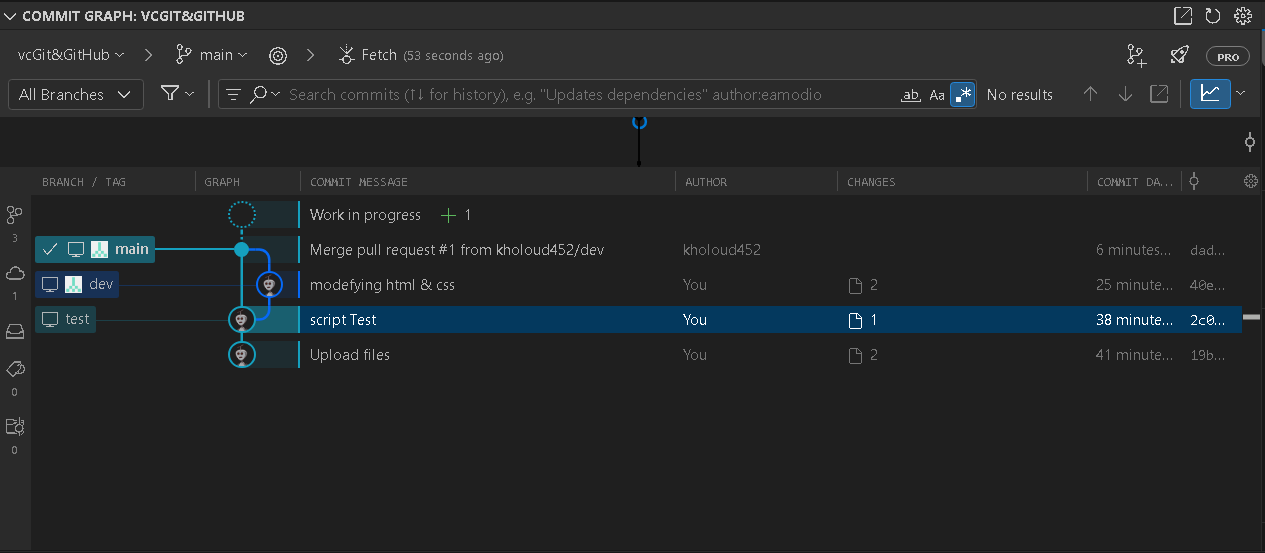 COMMIT GRAPH: VCGIT&GITHUB
vcGit&GitHub main Fetch (53 seconds ago) PRO
All Branches Search commits (↑↓ for history), e.g. "Updates dependencies" author:eamodio ab Aa .* No results
BRANCH / TAG GRAPH COMMIT MESSAGE AUTHOR CHANGES COMMIT DA...
Work in progress + 1
3
main Merge pull request #1 from kholoud452/dev kholoud452 6 minutes... dad...
dev modefying html & css You 2 25 minute... 40e...
1
test script Test You 1 38 minute... 2c0...
Upload files You 2 41 minute... 19b...
0
0